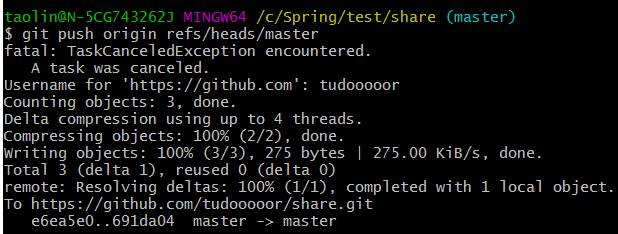 taolin@N-5CG743262J MINGW64 /c/Spring/test/share (master)
$ git push origin refs/heads/master
fatal: TaskCanceledException encountered.
   A task was canceled.
Username for 'https://github.com': tudooooor
Counting objects: 3, done.
Delta compression using up to 4 threads.
Compressing objects: 100% (2/2), done.
Writing objects: 100% (3/3), 275 bytes | 275.00 KiB/s, done.
Total 3 (delta 1), reused 0 (delta 0)
remote: Resolving deltas: 100% (1/1), completed with 1 local object.
To https://github.com/tudooooor/share.git
   e6ea5e0..691da04  master -> master